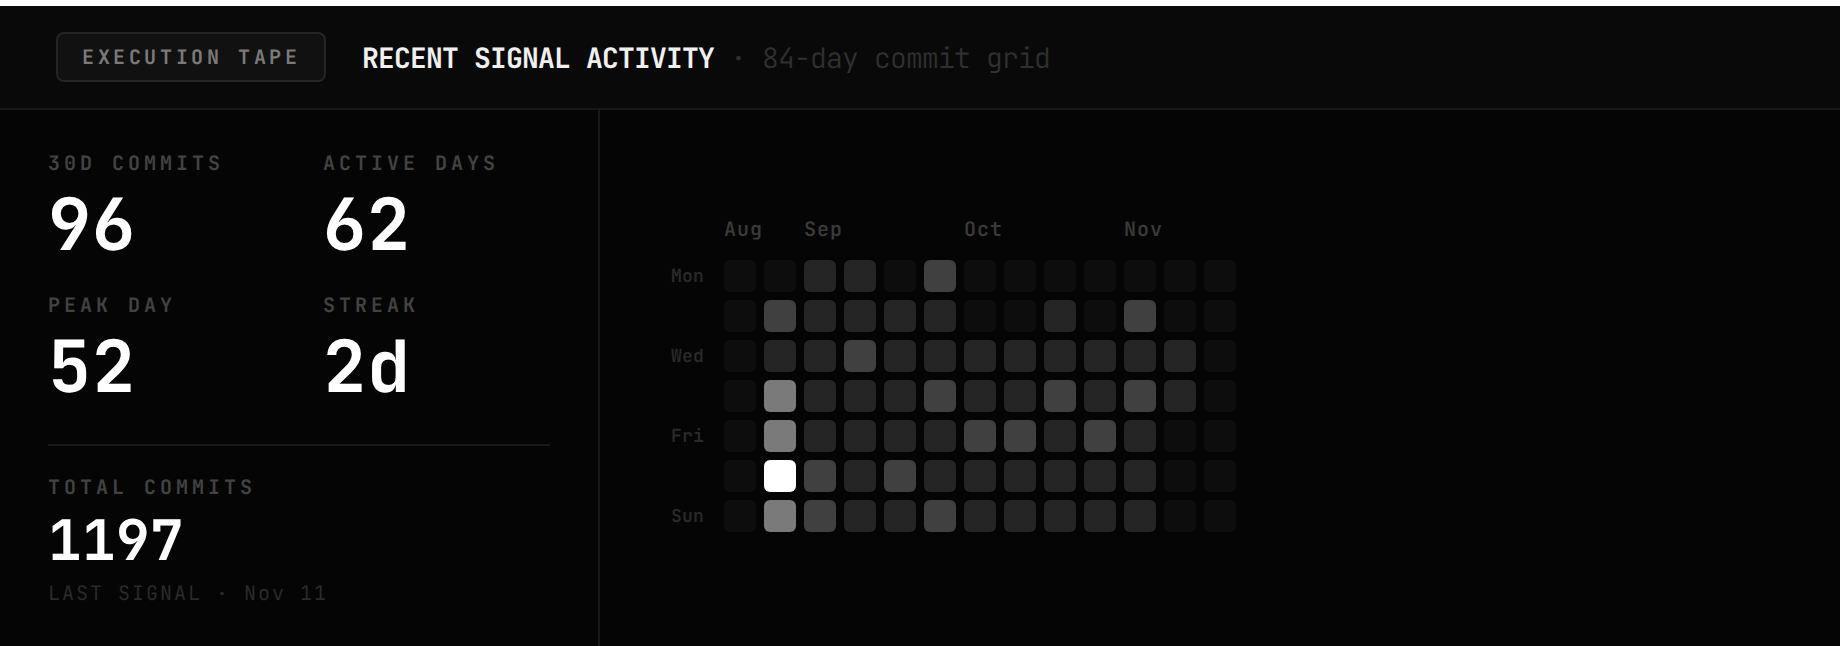 EXECUTION TAPE RECENT SIGNAL ACTIVITY · 84-day commit grid
30D COMMITS ACTIVE DAYS
96 62
PEAK DAY STREAK
52 2d
TOTAL COMMITS
1197
LAST SIGNAL · Nov 11
Aug Sep Oct Nov
Mon
Wed
Fri
Sun